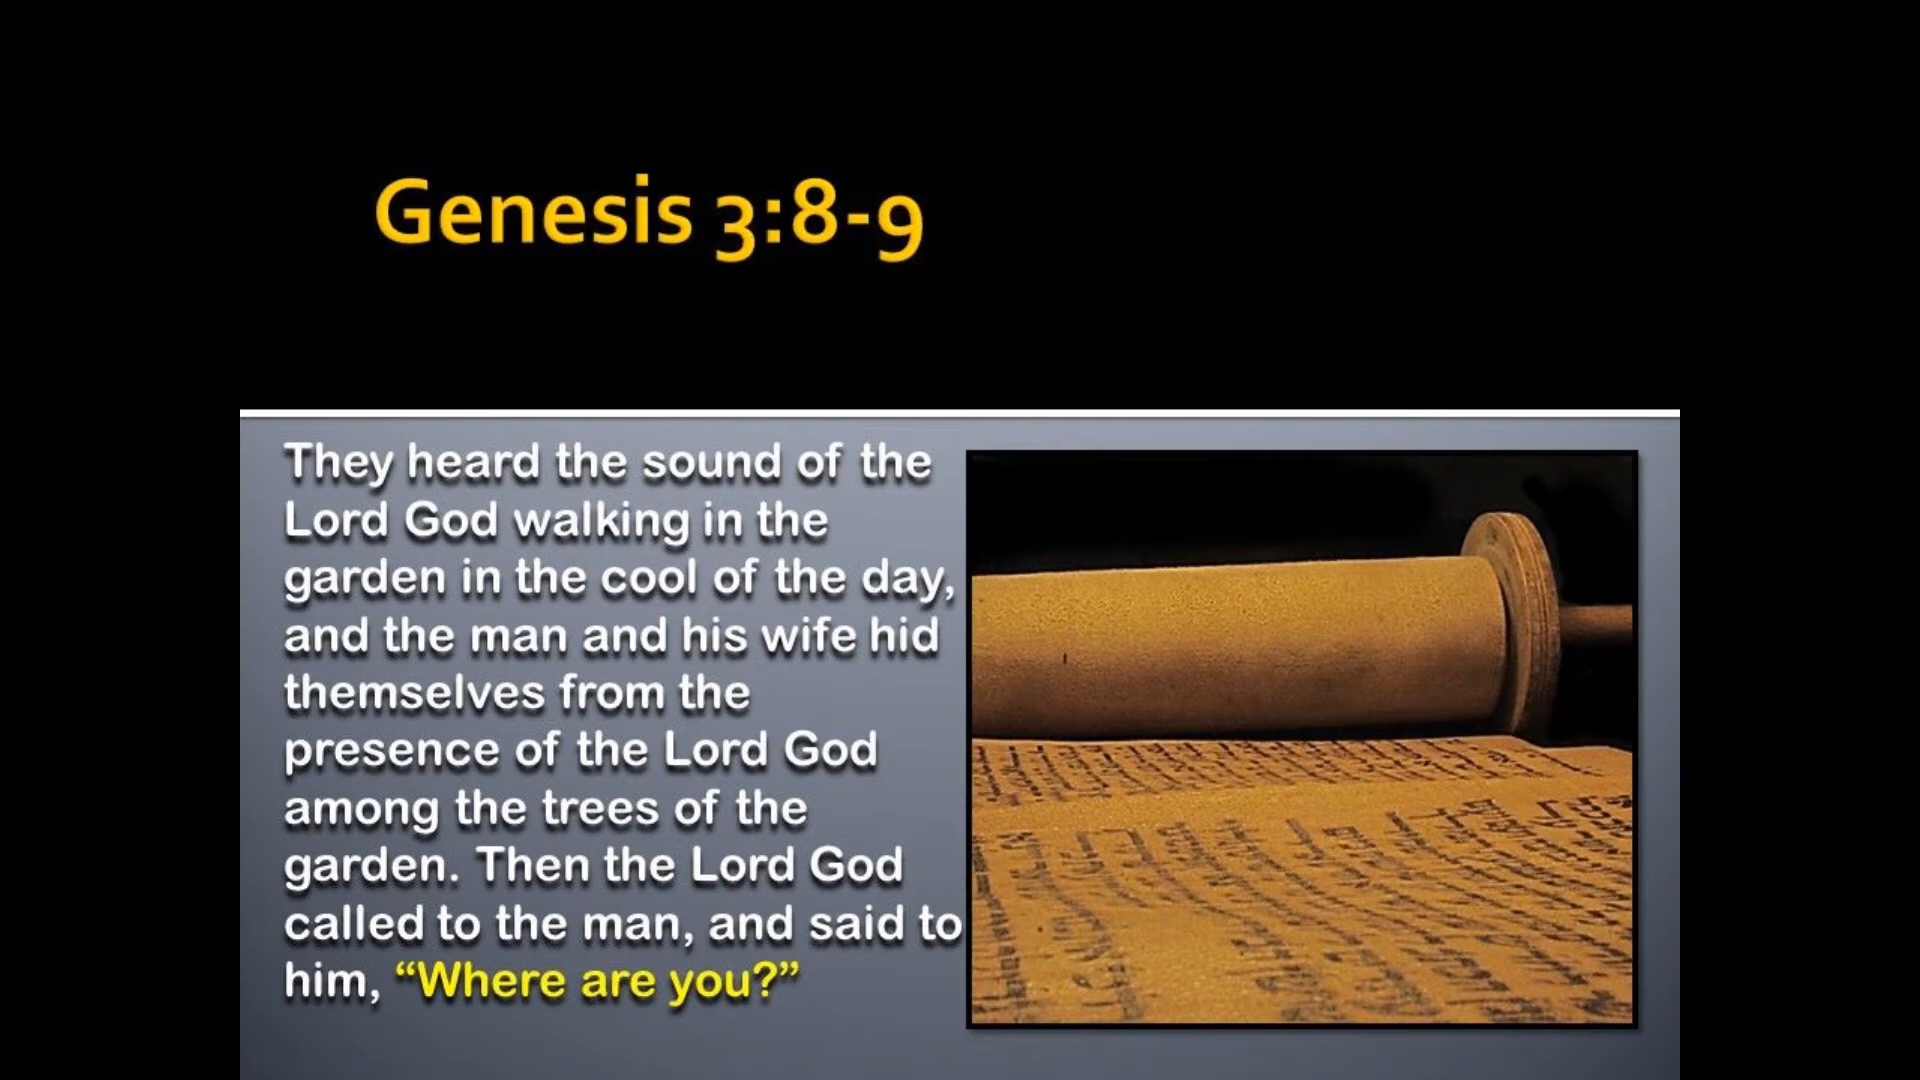 Genesis 3:8-9
They heard the sound of the
Lord God walking in the
garden in the cool of the day,
and the man and his wife hid
themselves from the
presence of the Lord God
among the trees of the
garden. Then the Lord God
called to the man, and said to
him, “Where are you?”